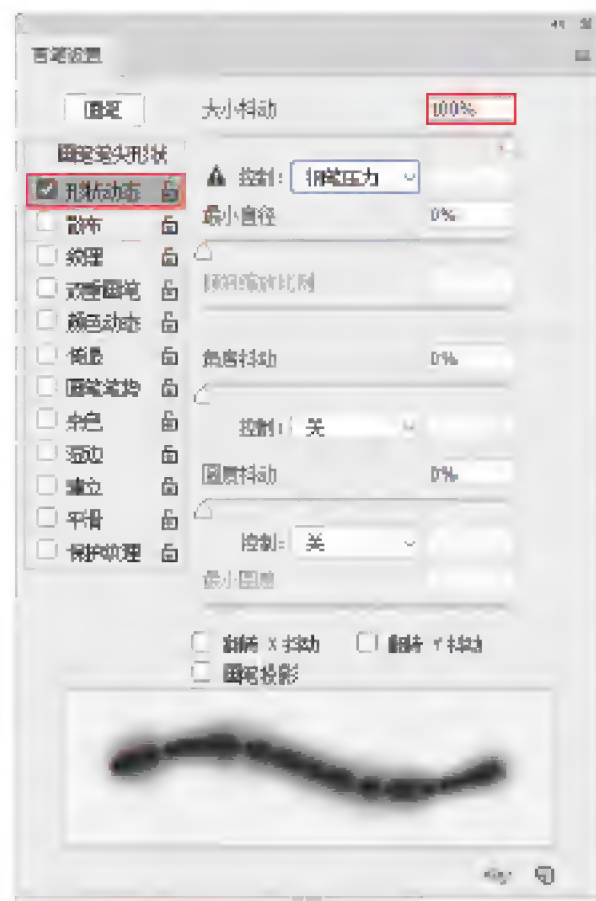 画笔设置
画笔
大小抖动 100%
画笔笔尖形状
控制: 钢笔压力
形状动态
最小直径 0%
散布
纹理
双重画笔
颜色动态
传递
角度抖动 0%
画笔笔势
杂色
控制: 关
湿边
圆度抖动 0%
建立
平滑
控制: 关
保护纹理
最小圆度
翻转 X 抖动 翻转 Y 抖动
画笔投影